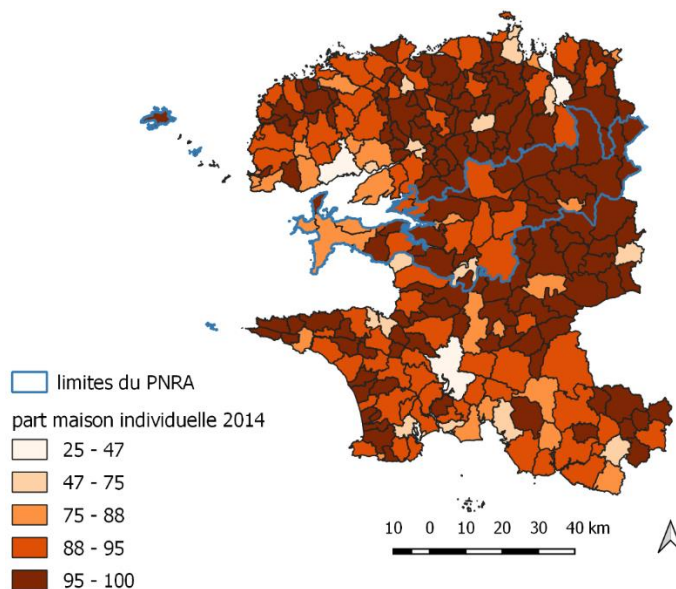 limites du PNRA
part maison individuelle 2014
25 - 47
47 - 75
75 - 88
88 - 95
95 - 100
10 0 10 20 30 40 km